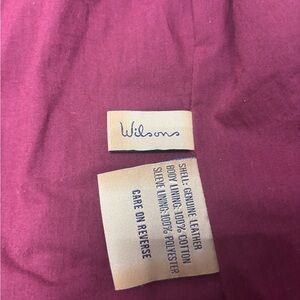 Wilsons
SHELL: GENUINE LEATHER
BODY LINING: 100% COTTON
SLEEVE LINING: 100% POLYESTER
CARE ON REVERSE